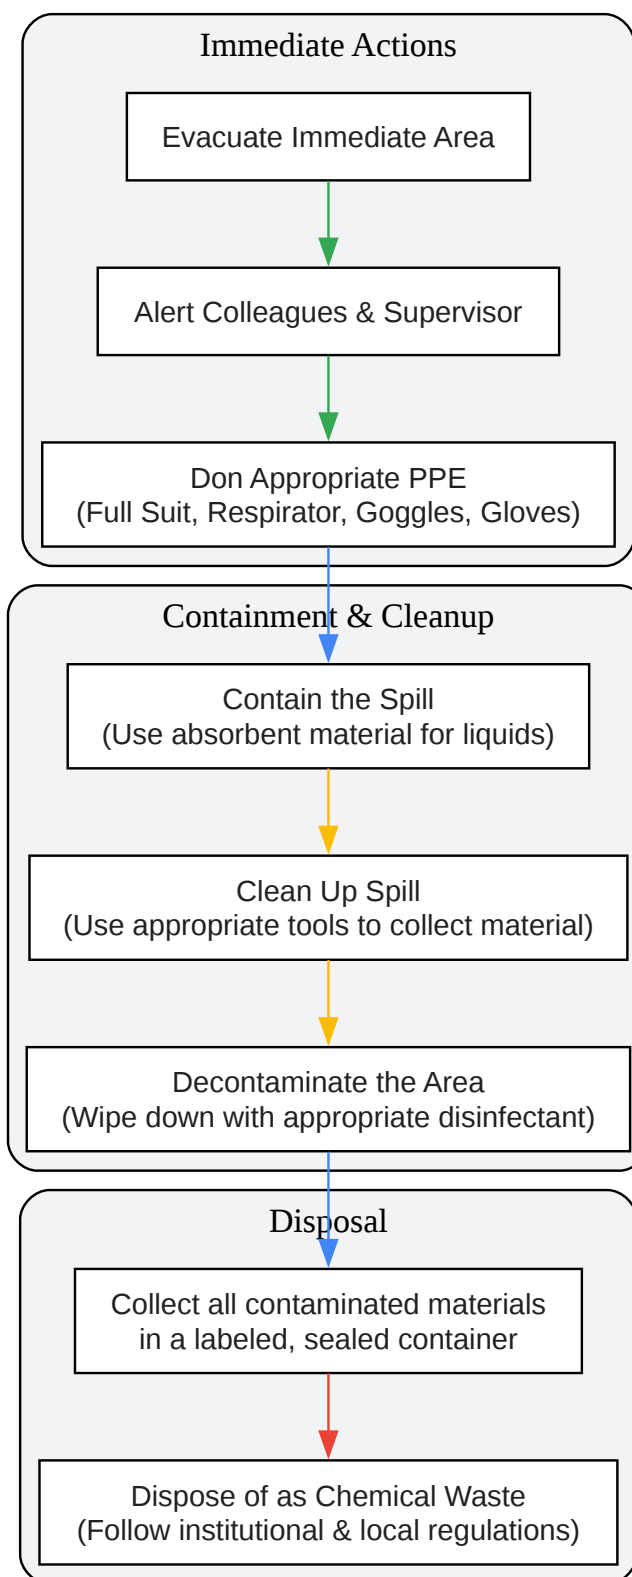 Immediate Actions
Evacuate Immediate Area
Alert Colleagues & Supervisor
Don Appropriate PPE
(Full Suit, Respirator, Goggles, Gloves)
Containment & Cleanup
Contain the Spill
(Use absorbent material for liquids)
Clean Up Spill
(Use appropriate tools to collect material)
Decontaminate the Area
(Wipe down with appropriate disinfectant)
Disposal
Collect all contaminated materials
in a labeled, sealed container
Dispose of as Chemical Waste
(Follow institutional & local regulations)